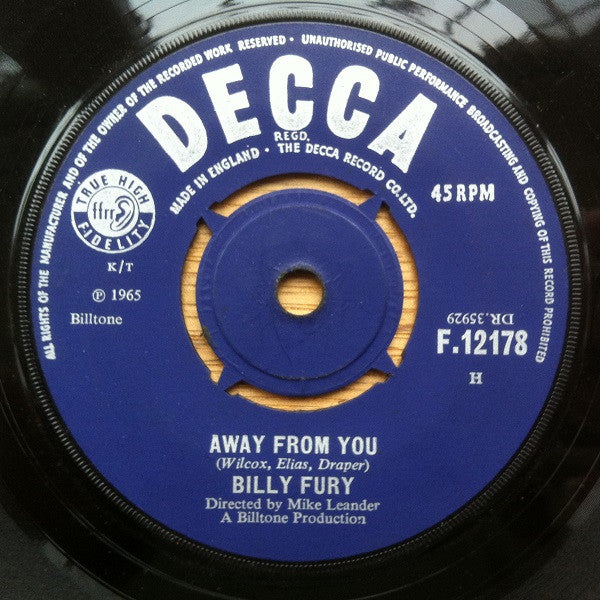 ALL RIGHTS OF THE MANUFACTURER AND OF THE OWNER OF THE RECORDED WORK RESERVED • UNAUTHORISED PUBLIC PERFORMANCE BROADCASTING AND COPYING OF THIS RECORD PROHIBITED
DECCA
REGD.
MADE IN ENGLAND • THE DECCA RECORD CO. LTD.
TRUE HIGH
ffrr
FIDELITY
45 RPM
K/T
℗ 1965
Billtone
DR.35929
F.12178
H
AWAY FROM YOU
(Wilcox, Elias, Draper)
BILLY FURY
Directed by Mike Leander
A Billtone Production